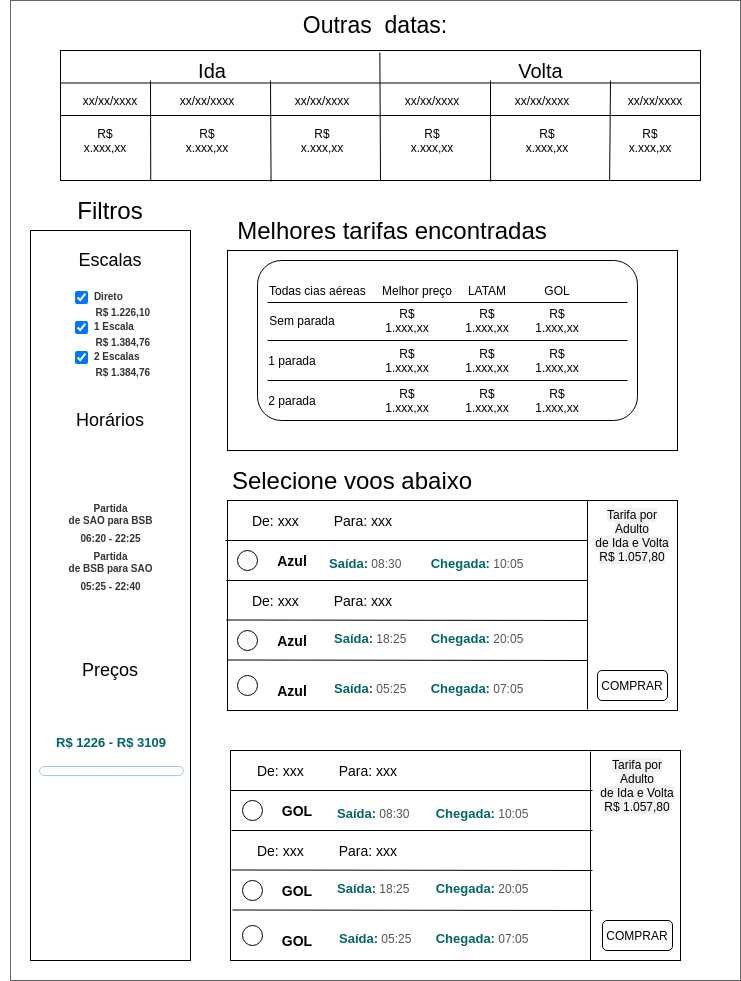 Outras datas:
Ida Volta
xx/xx/xxxx xx/xx/xxxx xx/xx/xxxx xx/xx/xxxx xx/xx/xxxx xx/xx/xxxx
R$ R$ R$ R$ R$ R$
x.xxx,xx x.xxx,xx x.xxx,xx x.xxx,xx x.xxx,xx x.xxx,xx
Filtros
Escalas
Direto
R$ 1.226,10
1 Escala
R$ 1.384,76
2 Escalas
R$ 1.384,76
Horários
Partida
de SAO para BSB
06:20 - 22:25
Partida
de BSB para SAO
05:25 - 22:40
Preços
R$ 1226 - R$ 3109
Melhores tarifas encontradas
Todas cias aéreas Melhor preço LATAM GOL
Sem parada R$ 1.xxx,xx R$ 1.xxx,xx R$ 1.xxx,xx
1 parada R$ 1.xxx,xx R$ 1.xxx,xx R$ 1.xxx,xx
2 parada R$ 1.xxx,xx R$ 1.xxx,xx R$ 1.xxx,xx
Selecione voos abaixo
De: xxx Para: xxx
Azul Saída: 08:30 Chegada: 10:05
De: xxx Para: xxx
Azul Saída: 18:25 Chegada: 20:05
Azul Saída: 05:25 Chegada: 07:05
Tarifa por
Adulto
de Ida e Volta
R$ 1.057,80
COMPRAR
De: xxx Para: xxx
GOL Saída: 08:30 Chegada: 10:05
De: xxx Para: xxx
GOL Saída: 18:25 Chegada: 20:05
GOL Saída: 05:25 Chegada: 07:05
Tarifa por
Adulto
de Ida e Volta
R$ 1.057,80
COMPRAR